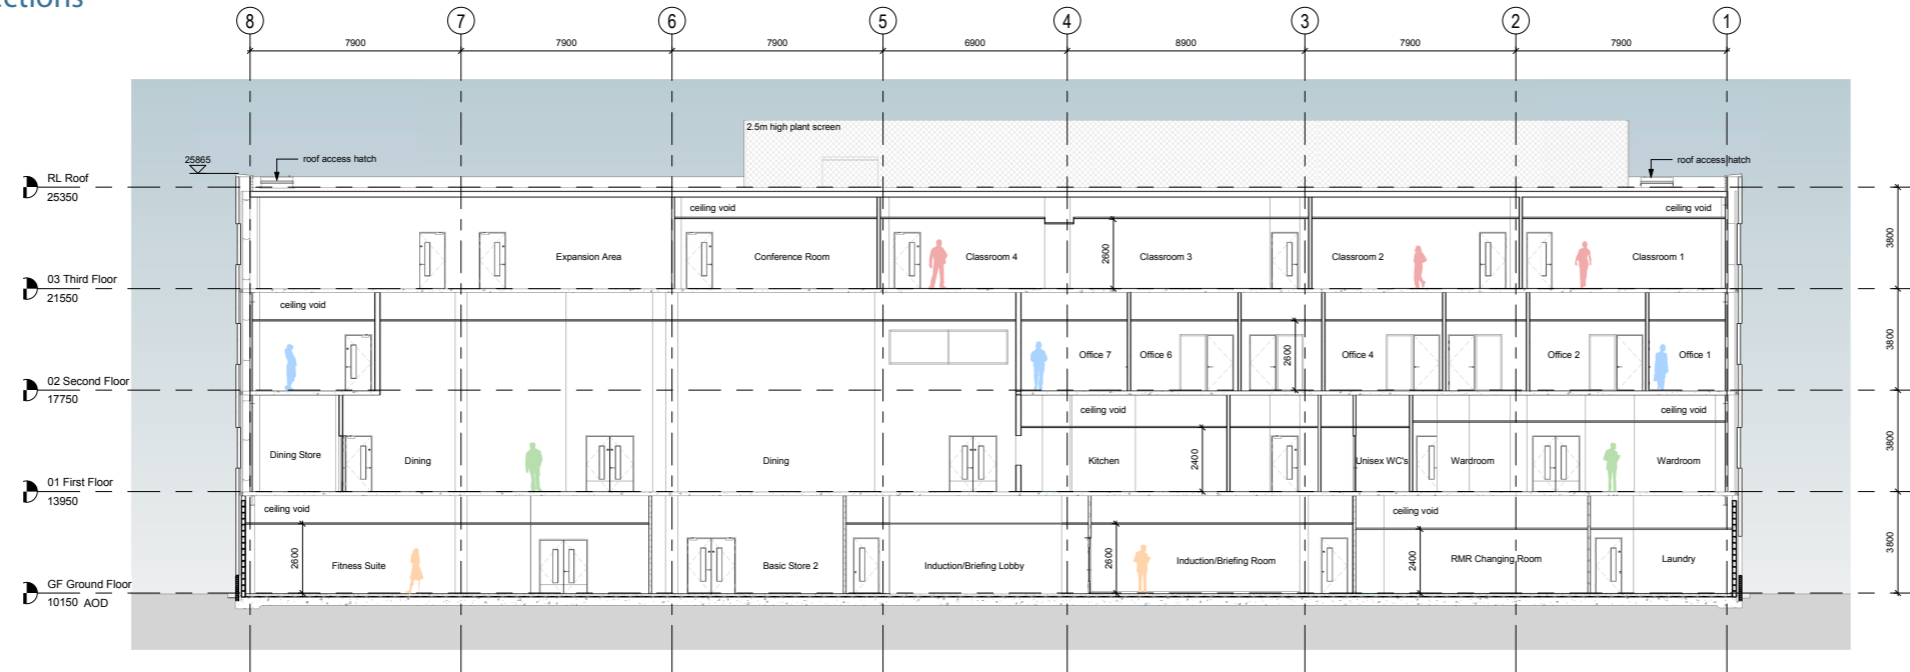 8 7 6 5 4 3 2 1
7900 7900 7900 6900 8900 7900 7900
2.5m high plant screen
25865
roof access hatch
roof access hatch
RL Roof
25350
ceiling void
ceiling void
3800
2600
Expansion Area
Conference Room
Classroom 4
Classroom 3
Classroom 2
Classroom 1
03 Third Floor
21550
ceiling void
3800
2600
Office 7
Office 6
Office 4
Office 2
Office 1
02 Second Floor
17750
ceiling void
ceiling void
3800
2400
Dining Store
Dining
Dining
Kitchen
Unisex WC's
Wardroom
Wardroom
01 First Floor
13950
ceiling void
ceiling void
3800
2600
2600
2400
Fitness Suite
Basic Store 2
Induction/Briefing Lobby
Induction/Briefing Room
RMR Changing Room
Laundry
GF Ground Floor
10150 AOD